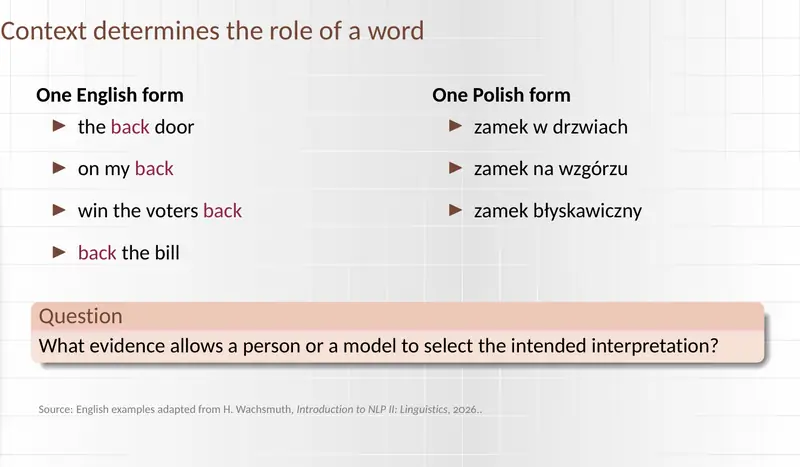 Context determines the role of a word
One English form
the back door
on my back
win the voters back
back the bill
One Polish form
zamek w drzwiach
zamek na wzgórzu
zamek błyskawiczny
Question
What evidence allows a person or a model to select the intended interpretation?
Source: English examples adapted from H. Wachsmuth, Introduction to NLP II: Linguistics, 2026..